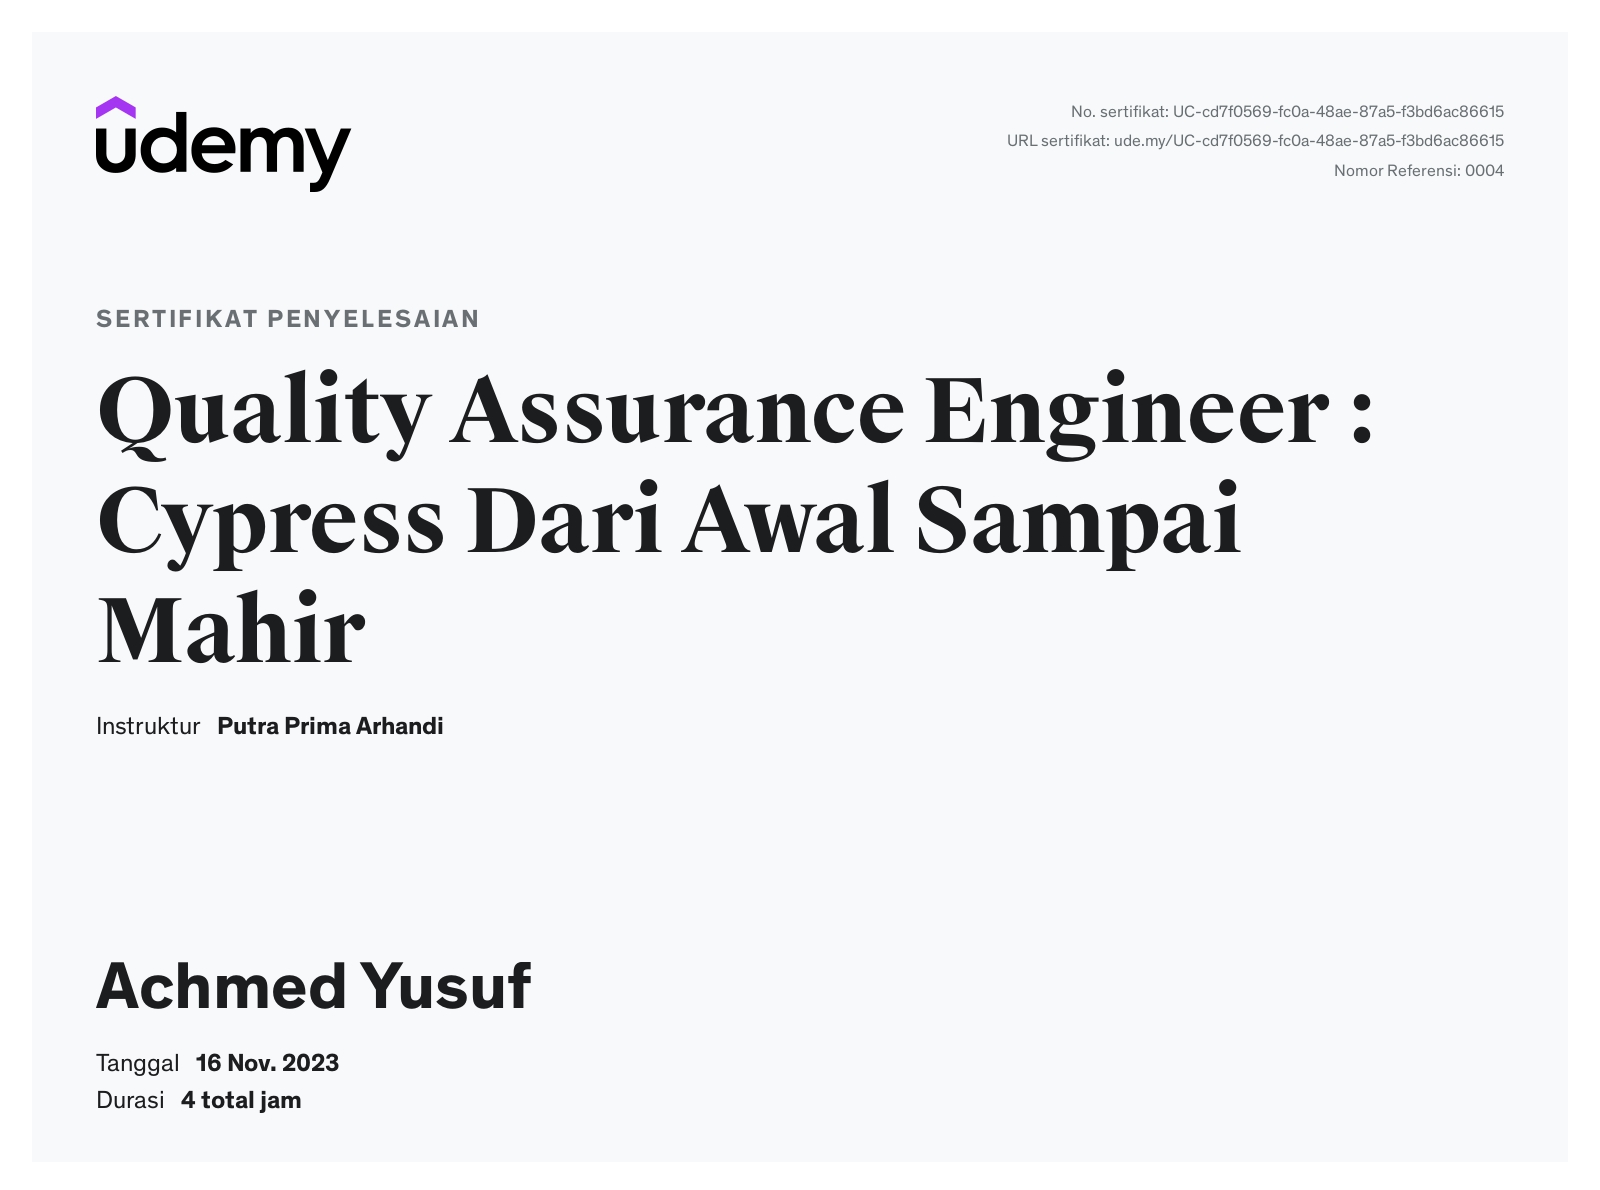 udemy
No. sertifikat: UC-cd7f0569-fc0a-48ae-87a5-f3bd6ac86615
URL sertifikat: ude.my/UC-cd7f0569-fc0a-48ae-87a5-f3bd6ac86615
Nomor Referensi: 0004
SERTIFIKAT PENYELESAIAN
Quality Assurance Engineer :
Cypress Dari Awal Sampai
Mahir
Instruktur Putra Prima Arhandi
Achmed Yusuf
Tanggal 16 Nov. 2023
Durasi 4 total jam